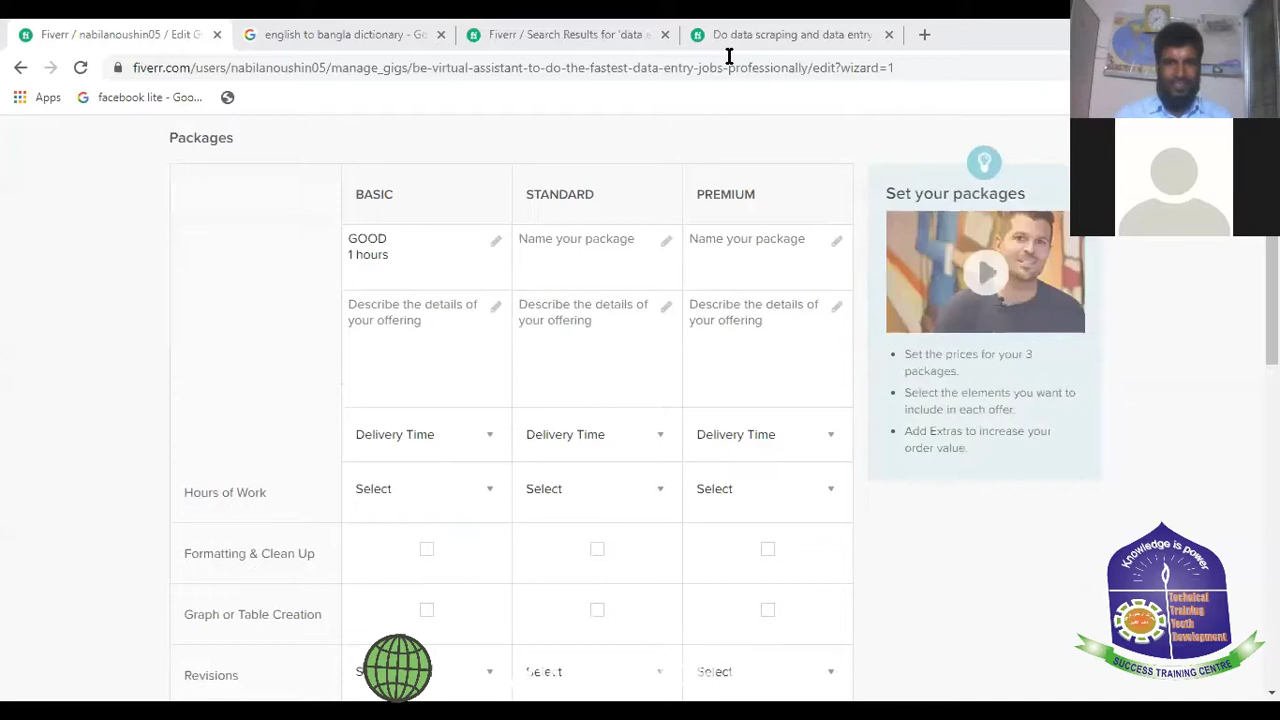 Fiverr / nabilanoushin05 / Edit G
english to bangla dictionary - Go
Fiverr / Search Results for 'data e
Do data scraping and data entry
fiverr.com/users/nabilanoushin05/manage_gigs/be-virtual-assistant-to-do-the-fastest-data-entry-jobs-professionally/edit?wizard=1
Apps
facebook lite - Goo...
Packages
BASIC
STANDARD
PREMIUM
GOOD
1 hours
Name your package
Name your package
Describe the details of
your offering
Describe the details of
your offering
Describe the details of
your offering
Delivery Time
Delivery Time
Delivery Time
Hours of Work
Select
Select
Select
Formatting & Clean Up
Graph or Table Creation
Revisions
Select
Select
Set your packages
Set the prices for your 3
packages.
Select the elements you want to
include in each offer.
Add Extras to increase your
order value.
Knowledge is power
Technical
Training
Youth
Development
SUCCESS TRAINING CENTRE